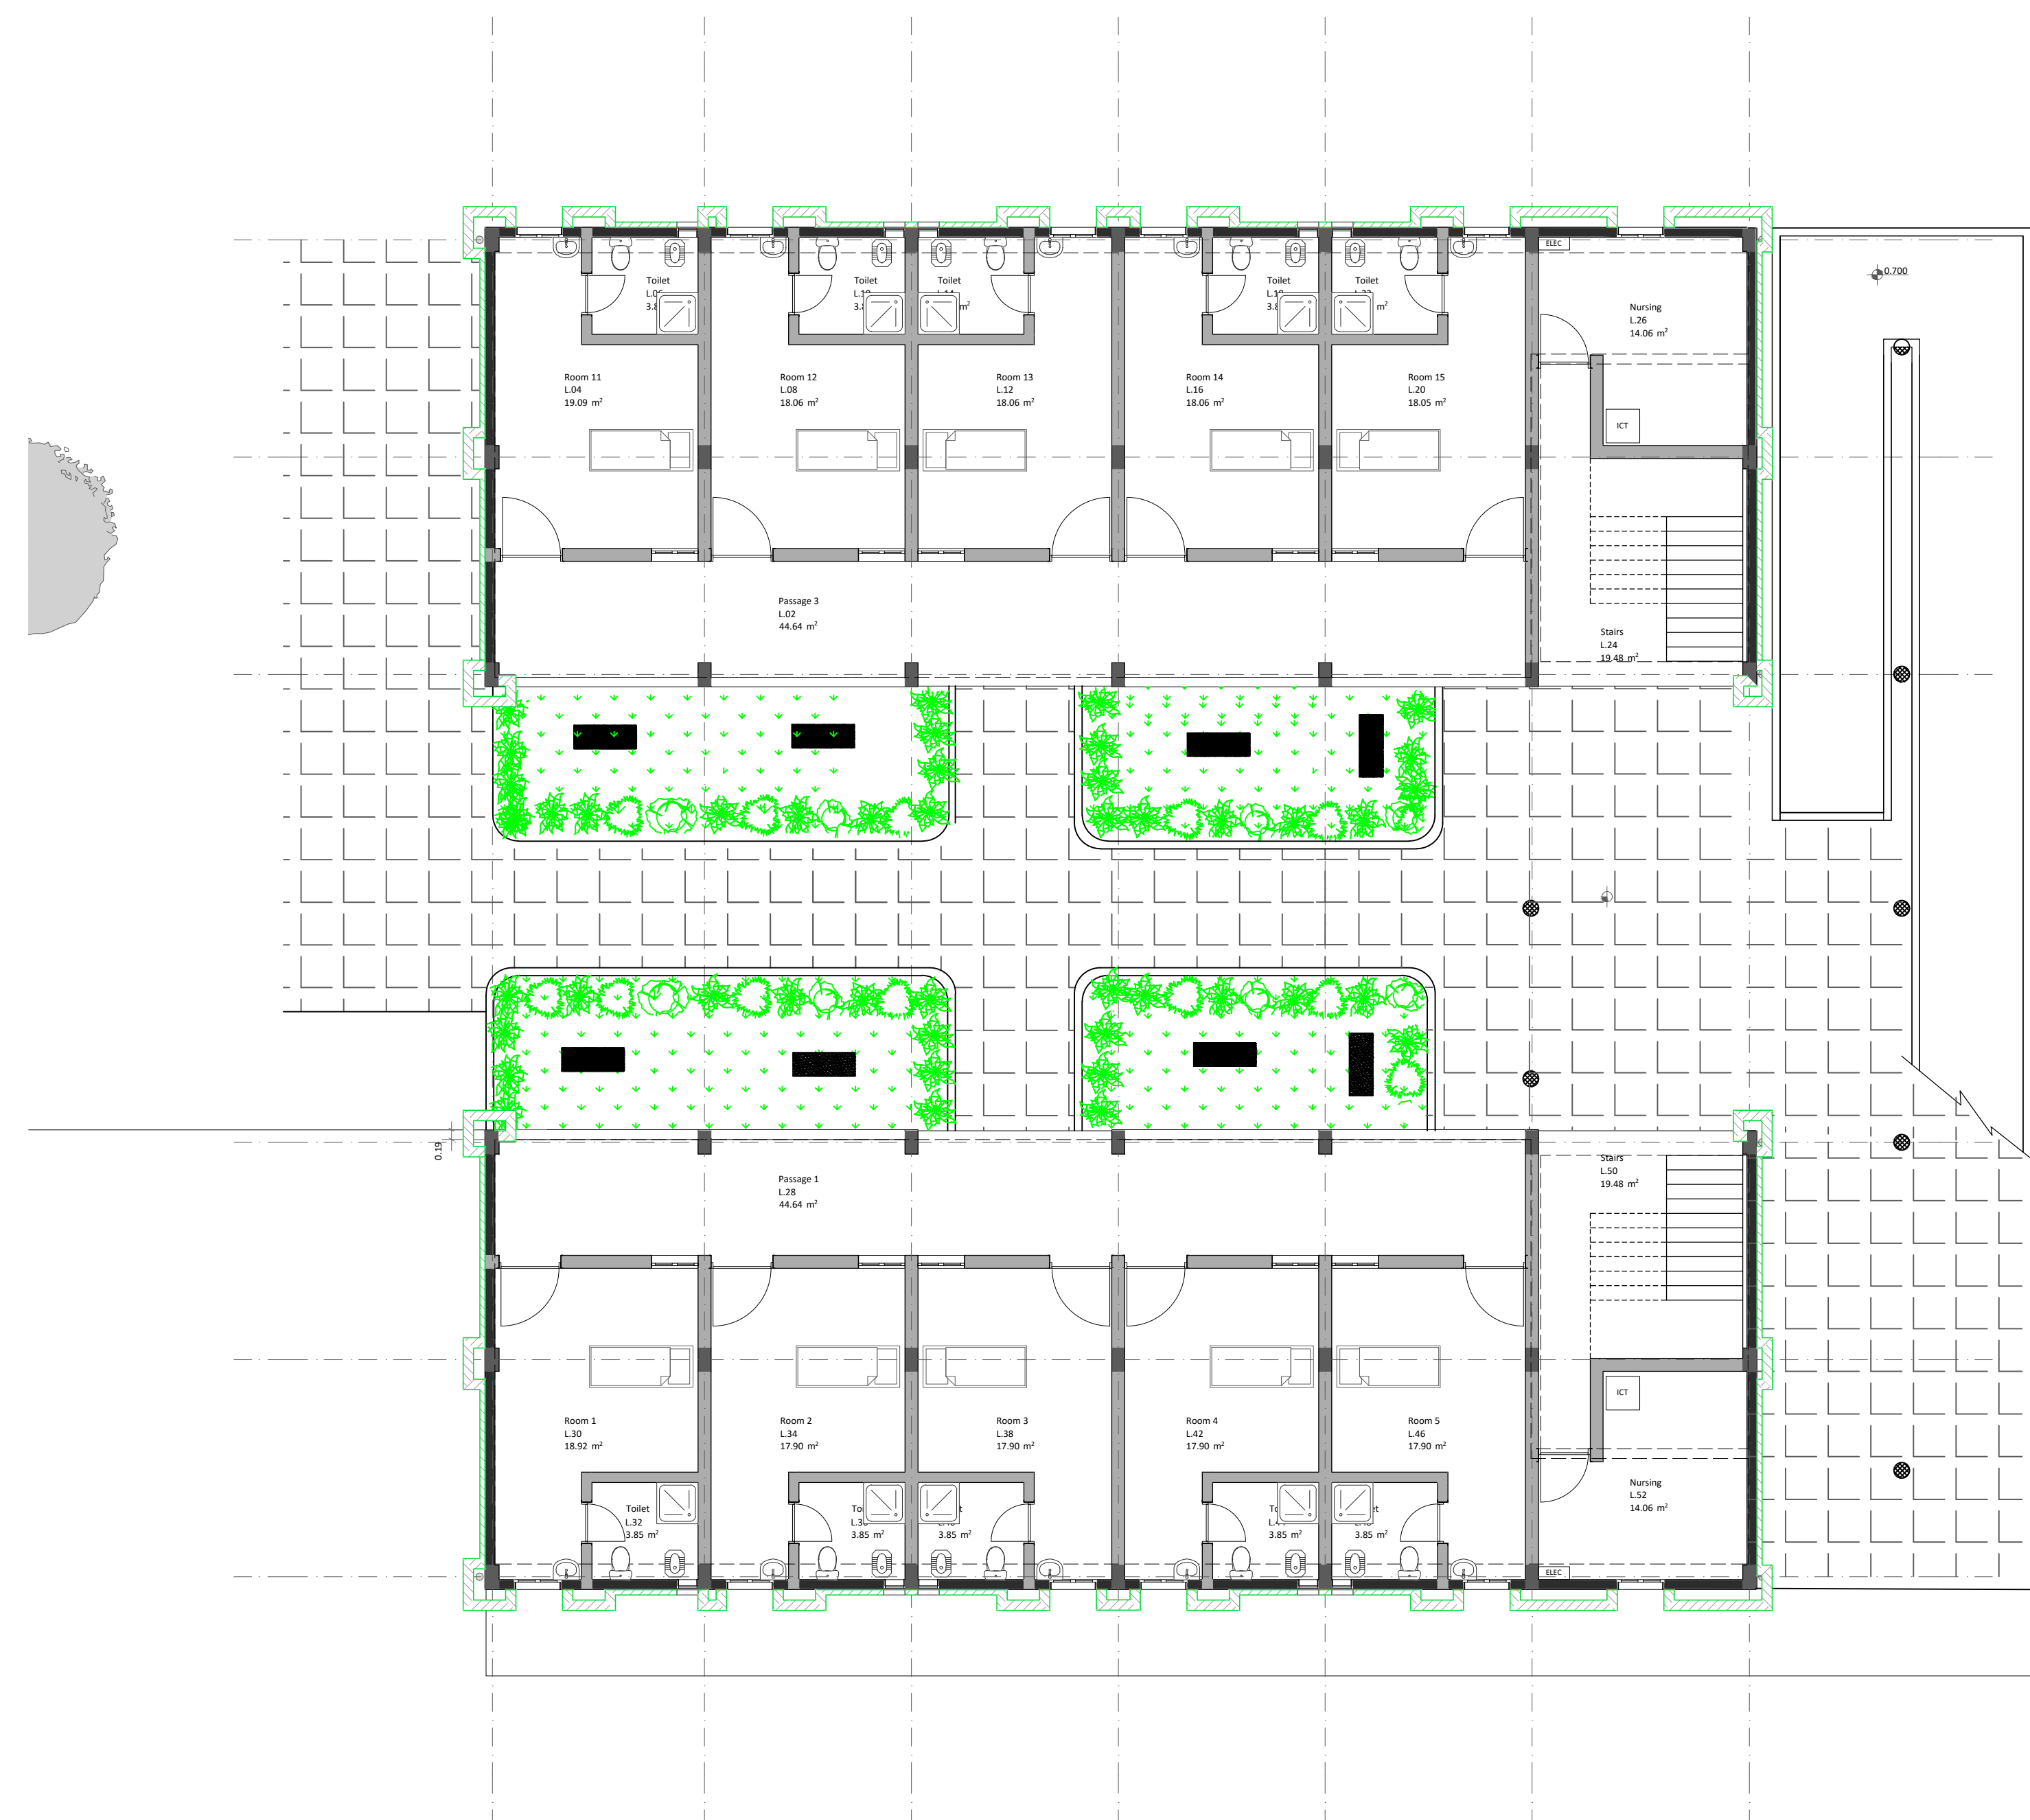 ELEC
0.700
Toilet
Toilet
Toilet
Toilet
Toilet
Nursing
L.26
14.06 m²
Room 11
L.04
19.09 m²
Room 12
L.08
18.06 m²
Room 13
L.12
18.06 m²
Room 14
L.16
18.06 m²
Room 15
L.20
18.05 m²
ICT
Passage 3
L.02
44.64 m²
Stairs
L.24
19.48 m²
0.19
Passage 1
L.28
44.64 m²
Stairs
L.50
19.48 m²
ICT
Room 1
L.30
18.92 m²
Room 2
L.34
17.90 m²
Room 3
L.38
17.90 m²
Room 4
L.42
17.90 m²
Room 5
L.46
17.90 m²
Toilet
L.32
3.85 m²
3.85 m²
3.85 m²
3.85 m²
3.85 m²
Nursing
L.52
14.06 m²
ELEC